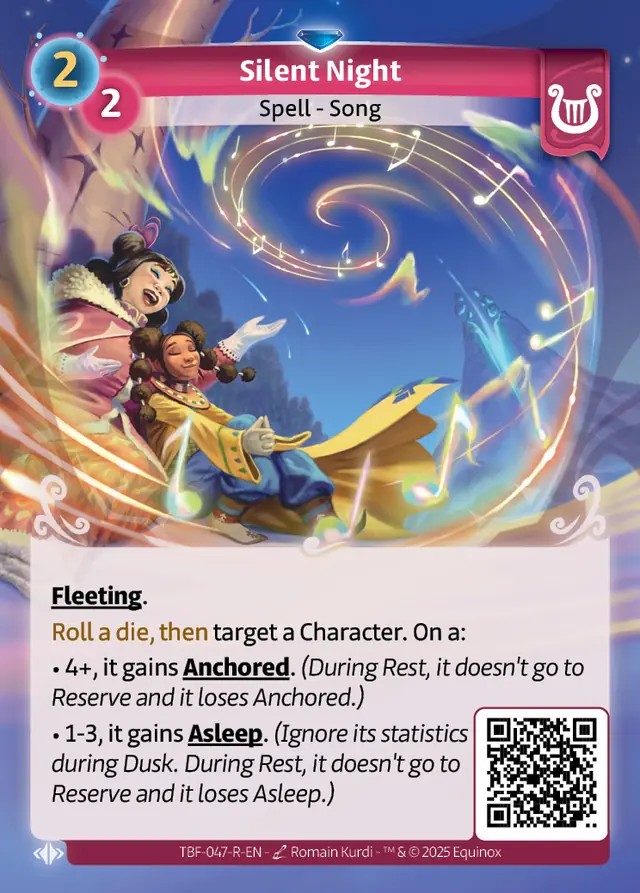 2
Silent Night
2
Spell - Song
Fleeting.
Roll a die, then target a Character. On a:
• 4+, it gains Anchored. (During Rest, it doesn't go to
Reserve and it loses Anchored.)
• 1-3, it gains Asleep. (Ignore its statistics
during Dusk. During Rest, it doesn't go to
Reserve and it loses Asleep.)
TBF-047-R-EN - Romain Kurdi - ™ & © 2025 Equinox